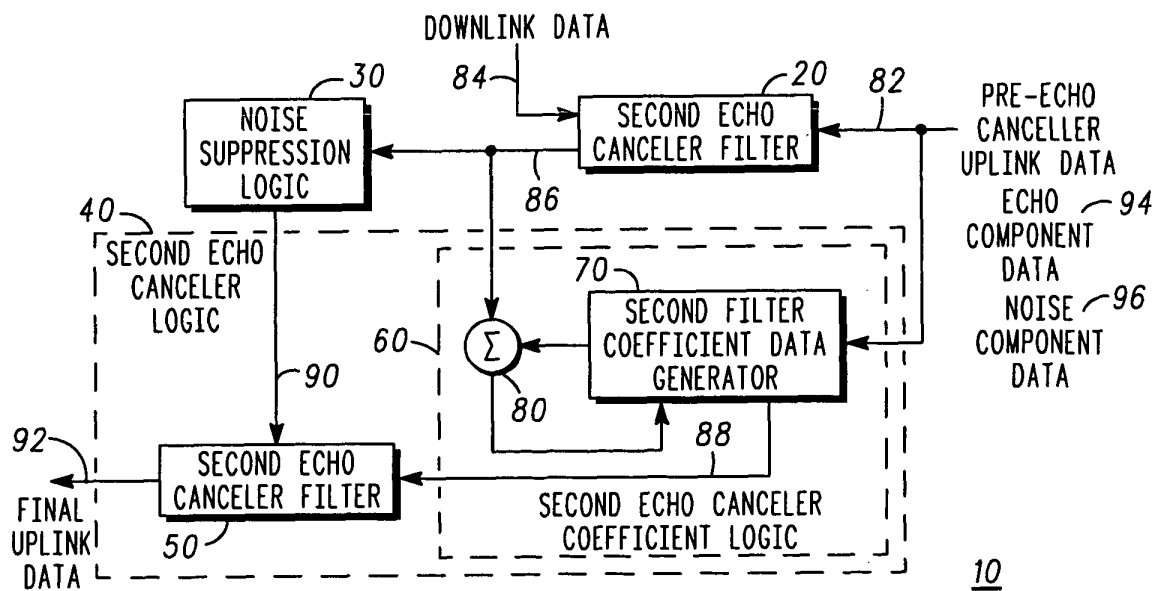 DOWNLINK DATA
84
30
NOISE
SUPPRESSION
LOGIC
20
SECOND ECHO
CANCELER FILTER
82
PRE-ECHO
CANCELLER
UPLINK DATA
ECHO
COMPONENT
DATA
94
NOISE
COMPONENT
DATA
96
86
40
SECOND ECHO
CANCELER
LOGIC
60
70
SECOND FILTER
COEFFICIENT DATA
GENERATOR
Σ
80
90
88
92
SECOND ECHO
CANCELER FILTER
50
FINAL
UPLINK
DATA
SECOND ECHO CANCELER
COEFFICIENT LOGIC
10